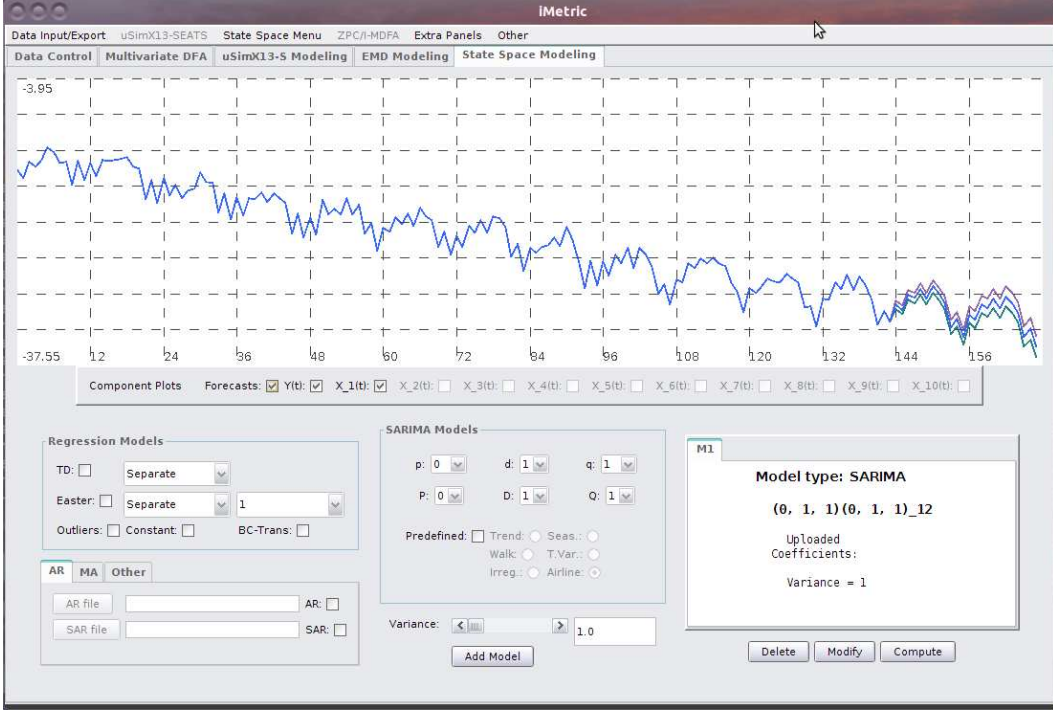 iMetric
Data Input/Export uSimX13-SEATS State Space Menu ZPC/I-MDFA Extra Panels Other
Data Control Multivariate DFA uSimX13-S Modeling EMD Modeling State Space Modeling
-3.95
-37.55 12 24 36 48 60 72 84 96 108 120 132 144 156
Component Plots Forecasts: Y(t): X_1(t): X_2(t): X_3(t): X_4(t): X_5(t): X_6(t): X_7(t): X_8(t): X_9(t): X_10(t):
Regression Models
TD: Separate
Easter: Separate 1
Outliers: Constant: BC-Trans:
AR MA Other
AR file AR:
SAR file SAR:
SARIMA Models
p: 0 d: 1 q: 1
P: 0 D: 1 Q: 1
Predefined: Trend: Seas.:
Walk: T.Var.:
Irreg.: Airline:
Variance: 1.0
Add Model
M1
Model type: SARIMA
(0, 1, 1)(0, 1, 1)_12
Uploaded
Coefficients:
Variance = 1
Delete Modify Compute